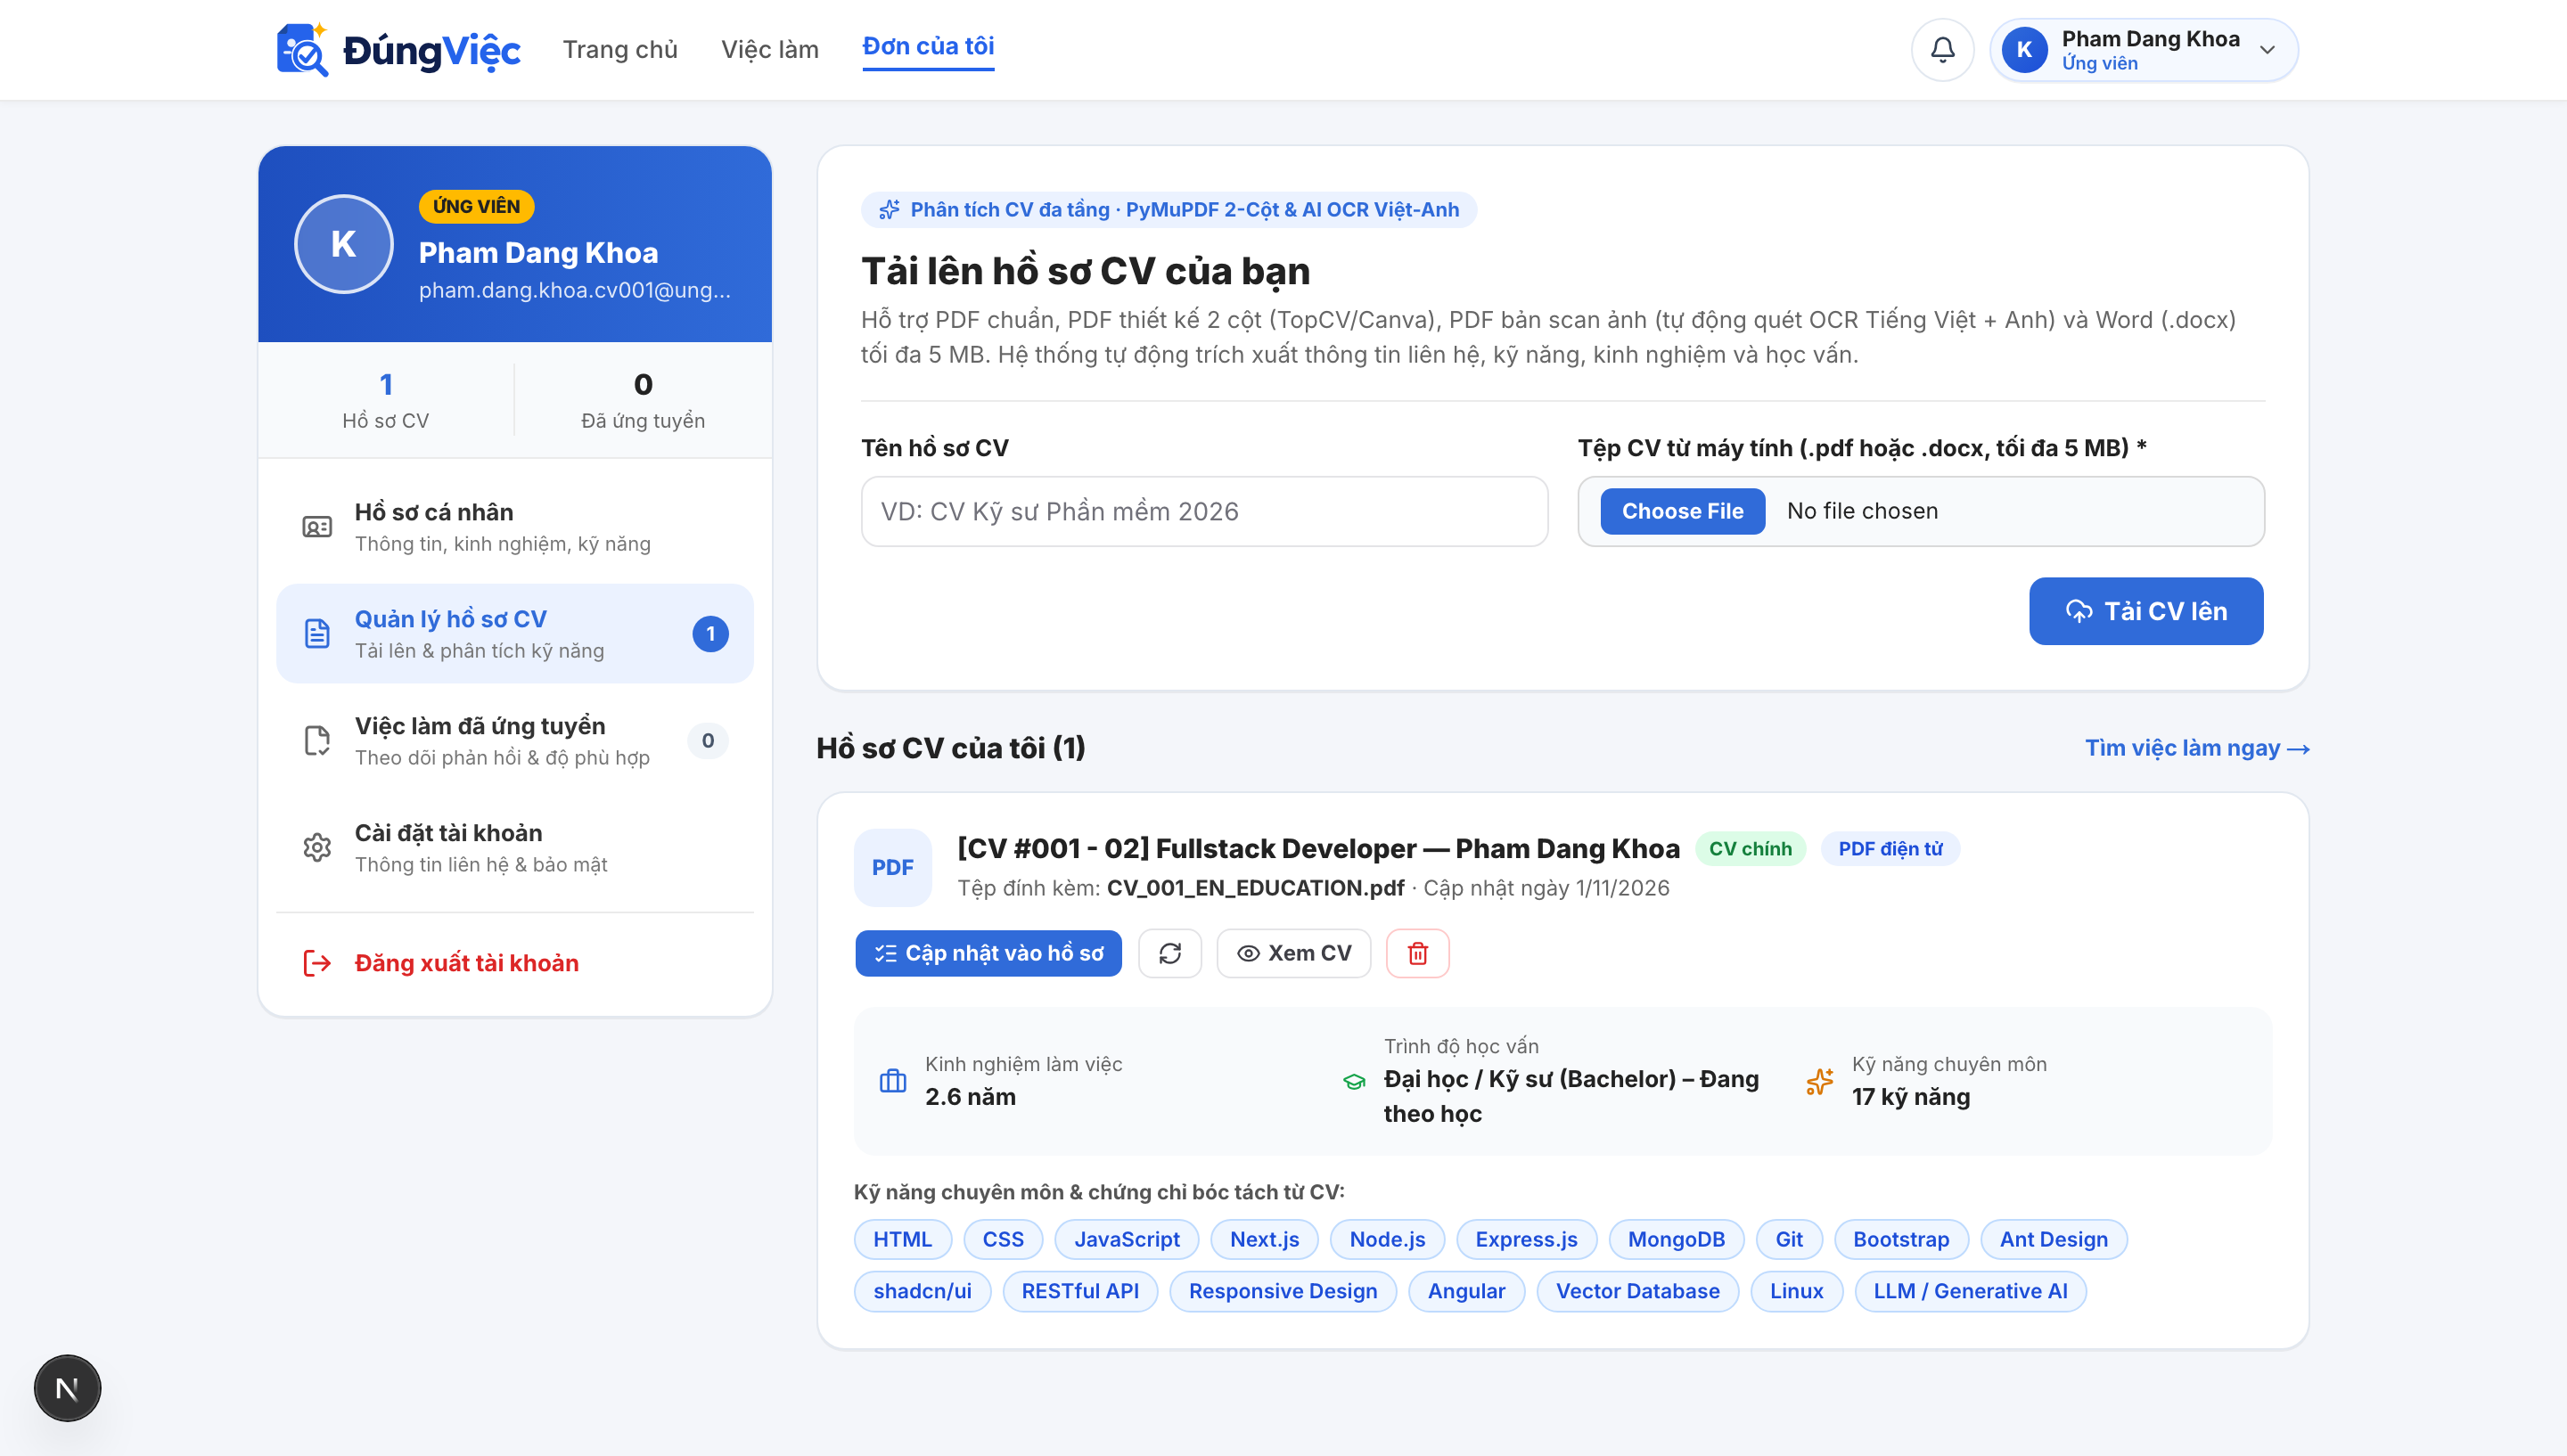 ĐúngViệc
Trang chủ
Việc làm
Đơn của tôi
K
Pham Dang Khoa
Ứng viên
K
ỨNG VIÊN
Pham Dang Khoa
pham.dang.khoa.cv001@ung...
1
Hồ sơ CV
0
Đã ứng tuyển
Hồ sơ cá nhân
Thông tin, kinh nghiệm, kỹ năng
Quản lý hồ sơ CV
Tải lên & phân tích kỹ năng
1
Việc làm đã ứng tuyển
Theo dõi phản hồi & độ phù hợp
0
Cài đặt tài khoản
Thông tin liên hệ & bảo mật
Đăng xuất tài khoản
Phân tích CV đa tầng · PyMuPDF 2-Cột & AI OCR Việt-Anh
Tải lên hồ sơ CV của bạn
Hỗ trợ PDF chuẩn, PDF thiết kế 2 cột (TopCV/Canva), PDF bản scan ảnh (tự động quét OCR Tiếng Việt + Anh) và Word (.docx)
tối đa 5 MB. Hệ thống tự động trích xuất thông tin liên hệ, kỹ năng, kinh nghiệm và học vấn.
Tên hồ sơ CV
VD: CV Kỹ sư Phần mềm 2026
Tệp CV từ máy tính (.pdf hoặc .docx, tối đa 5 MB) *
Choose File
No file chosen
Tải CV lên
Hồ sơ CV của tôi (1)
Tìm việc làm ngay →
PDF
[CV #001 - 02] Fullstack Developer — Pham Dang Khoa
CV chính
PDF điện tử
Tệp đính kèm: CV_001_EN_EDUCATION.pdf · Cập nhật ngày 1/11/2026
Cập nhật vào hồ sơ
Xem CV
Kinh nghiệm làm việc
2.6 năm
Trình độ học vấn
Đại học / Kỹ sư (Bachelor) – Đang
theo học
Kỹ năng chuyên môn
17 kỹ năng
Kỹ năng chuyên môn & chứng chỉ bóc tách từ CV:
HTML
CSS
JavaScript
Next.js
Node.js
Express.js
MongoDB
Git
Bootstrap
Ant Design
shadcn/ui
RESTful API
Responsive Design
Angular
Vector Database
Linux
LLM / Generative AI
N